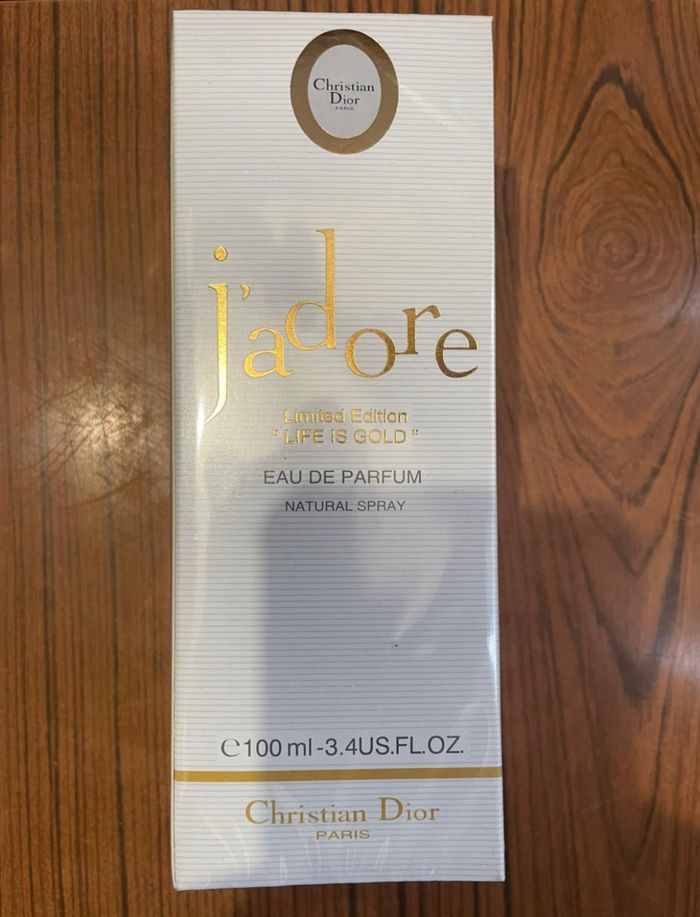 Christian
Dior
PARIS
j'adore
Limited Edition
" LIFE IS GOLD "
EAU DE PARFUM
NATURAL SPRAY
℮100 ml-3.4US.FL.OZ.
Christian Dior
PARIS